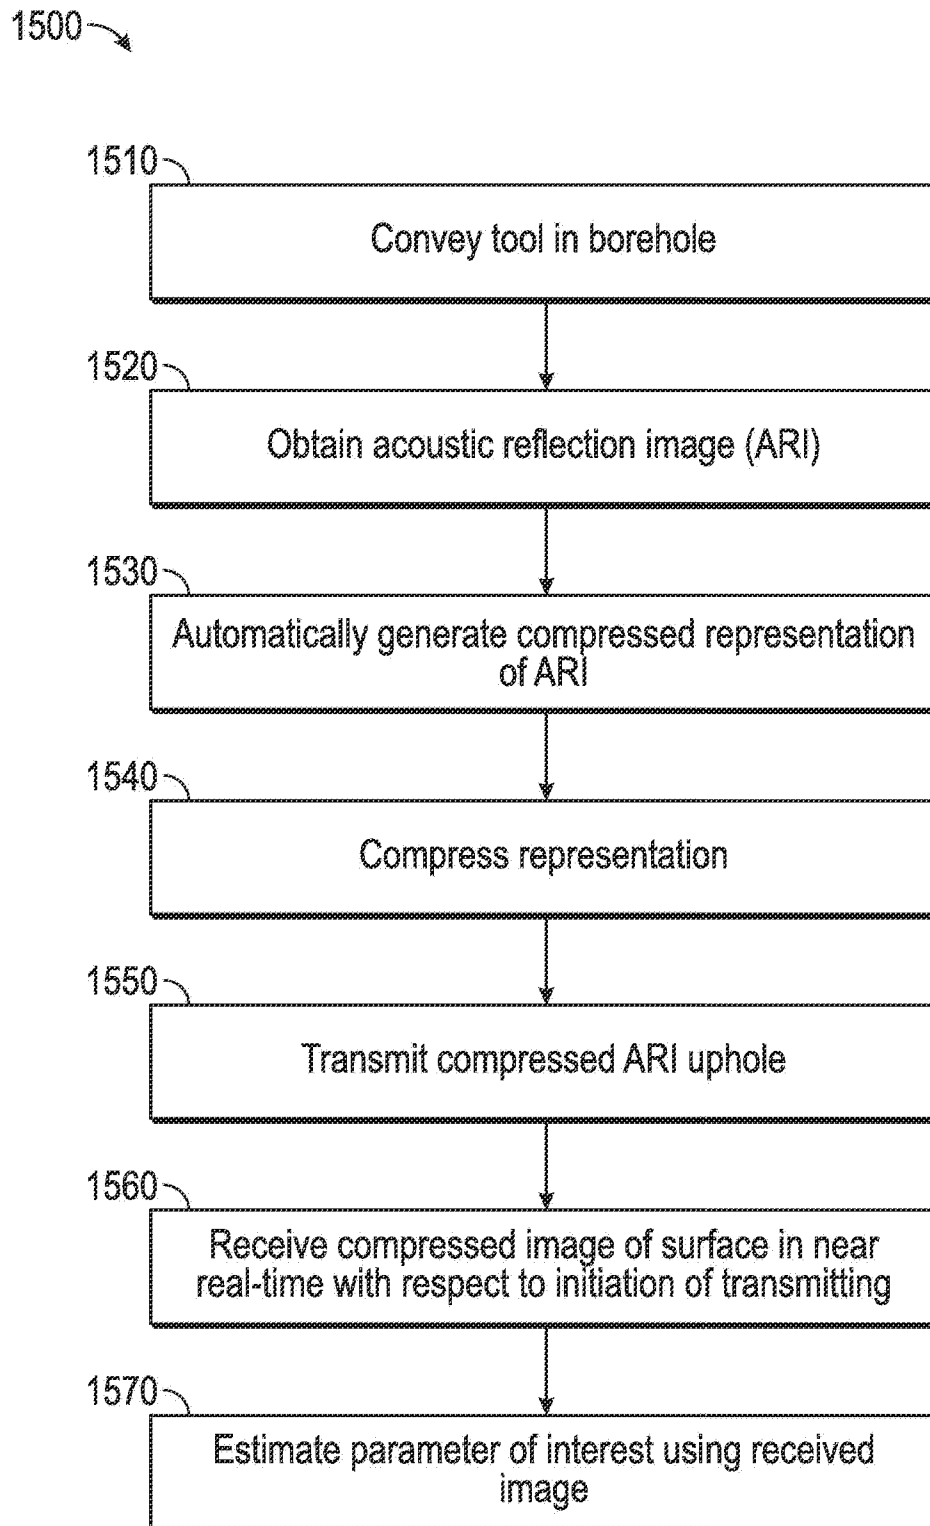 1500
1510
Convey tool in borehole
1520
Obtain acoustic reflection image (ARI)
1530
Automatically generate compressed representation
of ARI
1540
Compress representation
1550
Transmit compressed ARI uphole
1560
Receive compressed image of surface in near
real-time with respect to initiation of transmitting
1570
Estimate parameter of interest using received
image